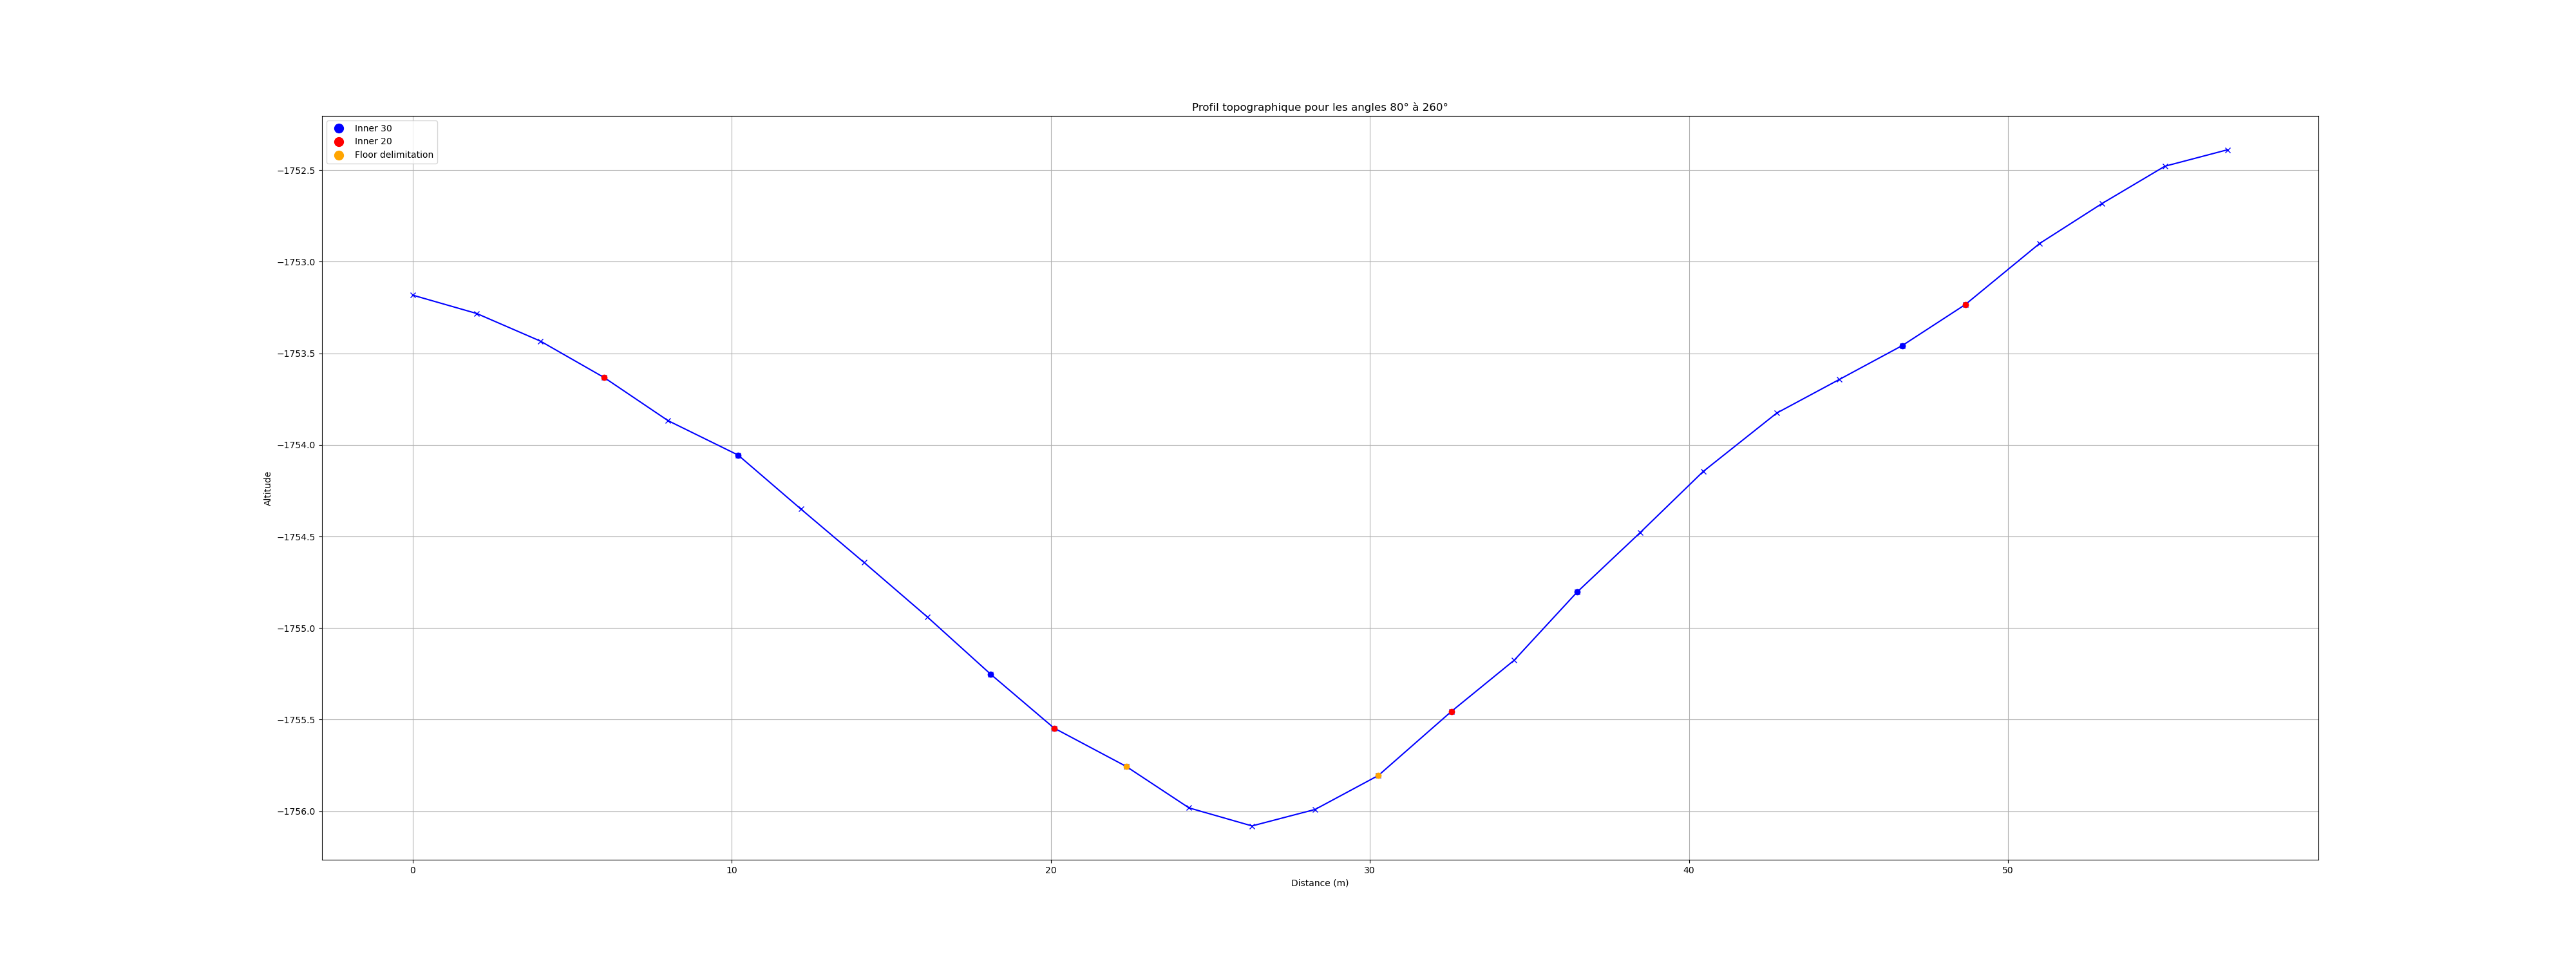 Profil topographique pour les angles 80° à 260°
Inner 30
Inner 20
Floor delimitation
−1752.5
−1753.0
−1753.5
−1754.0
−1754.5
−1755.0
−1755.5
−1756.0
Altitude
0 10 20 30 40 50
Distance (m)